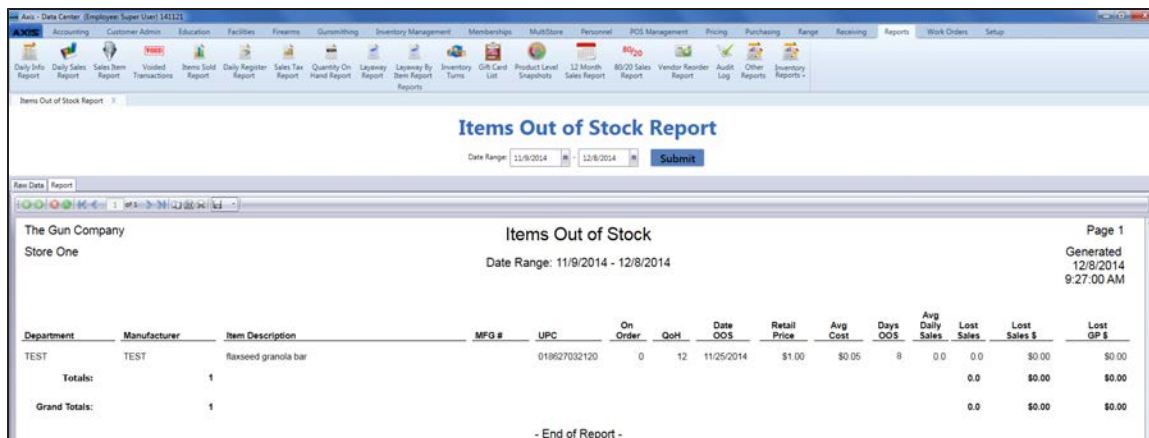 Axis - Data Center (Employee: Super User) 141121
AXIS Accounting Customer Admin Education Facilities Firearms Gunsmithing Inventory Management Memberships MultiStore Personnel POS Management Pricing Purchasing Range Receiving Reports Work Orders Setup
Daily Info Report Daily Sales Report Sales Item Report Voided Transactions Items Sold Report Daily Register Report Sales Tax Report Quantity On Hand Report Layaway Report Layaway By Item Report Inventory Turns Gift Card List Product Level Snapshots 12 Month Sales Report 80/20 Sales Report Vendor Reorder Report Audit Log Other Reports Inventory Reports
Reports
Items Out of Stock Report X
Items Out of Stock Report
Date Range: 11/9/2014 - 12/8/2014 Submit
Raw Data Report
1 of 1
The Gun Company Items Out of Stock Page 1
Store One Date Range: 11/9/2014 - 12/8/2014 Generated
12/8/2014
9:27:00 AM
Department Manufacturer Item Description MFG # UPC On Order QoH Date OOS Retail Price Avg Cost Days OOS Avg Daily Sales Lost Sales Lost Sales $ Lost GP $
TEST TEST flaxseed granola bar 018627032120 0 12 11/25/2014 $1.00 $0.05 8 0.0 0.0 $0.00 $0.00
Totals: 1 0.0 $0.00 $0.00
Grand Totals: 1 0.0 $0.00 $0.00
- End of Report -